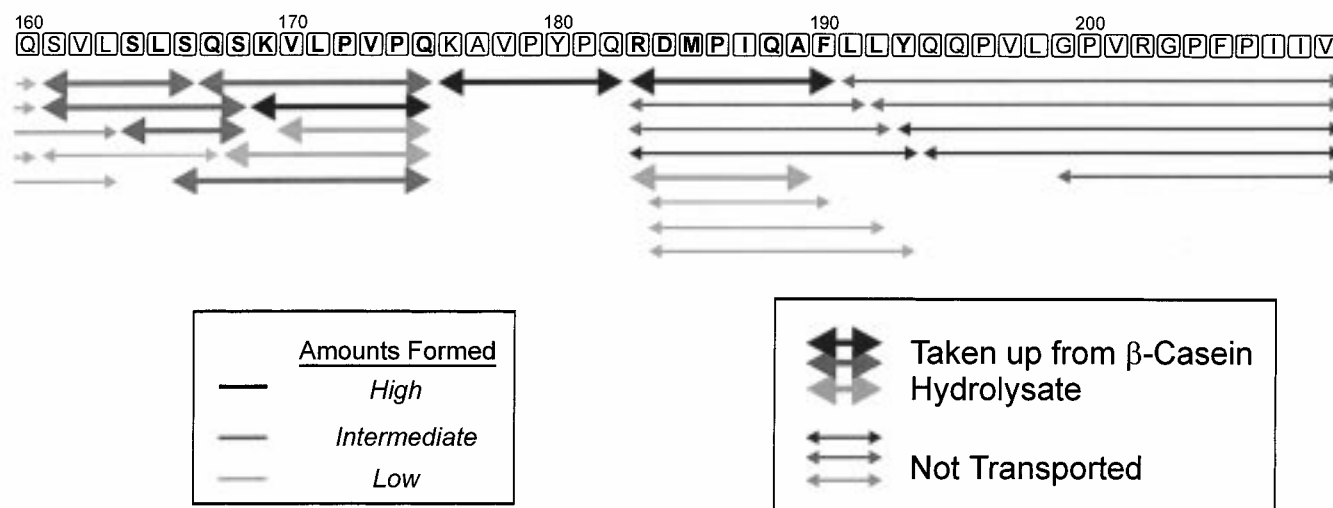 160 170 180 190 200
QSVLSLSQSKVLPVPQKAVPYPQRDMPIQAFLLYQQPVLGPVRGPFPIIV
Amounts Formed
High
Intermediate
Low
Taken up from β-Casein
Hydrolysate
Not Transported